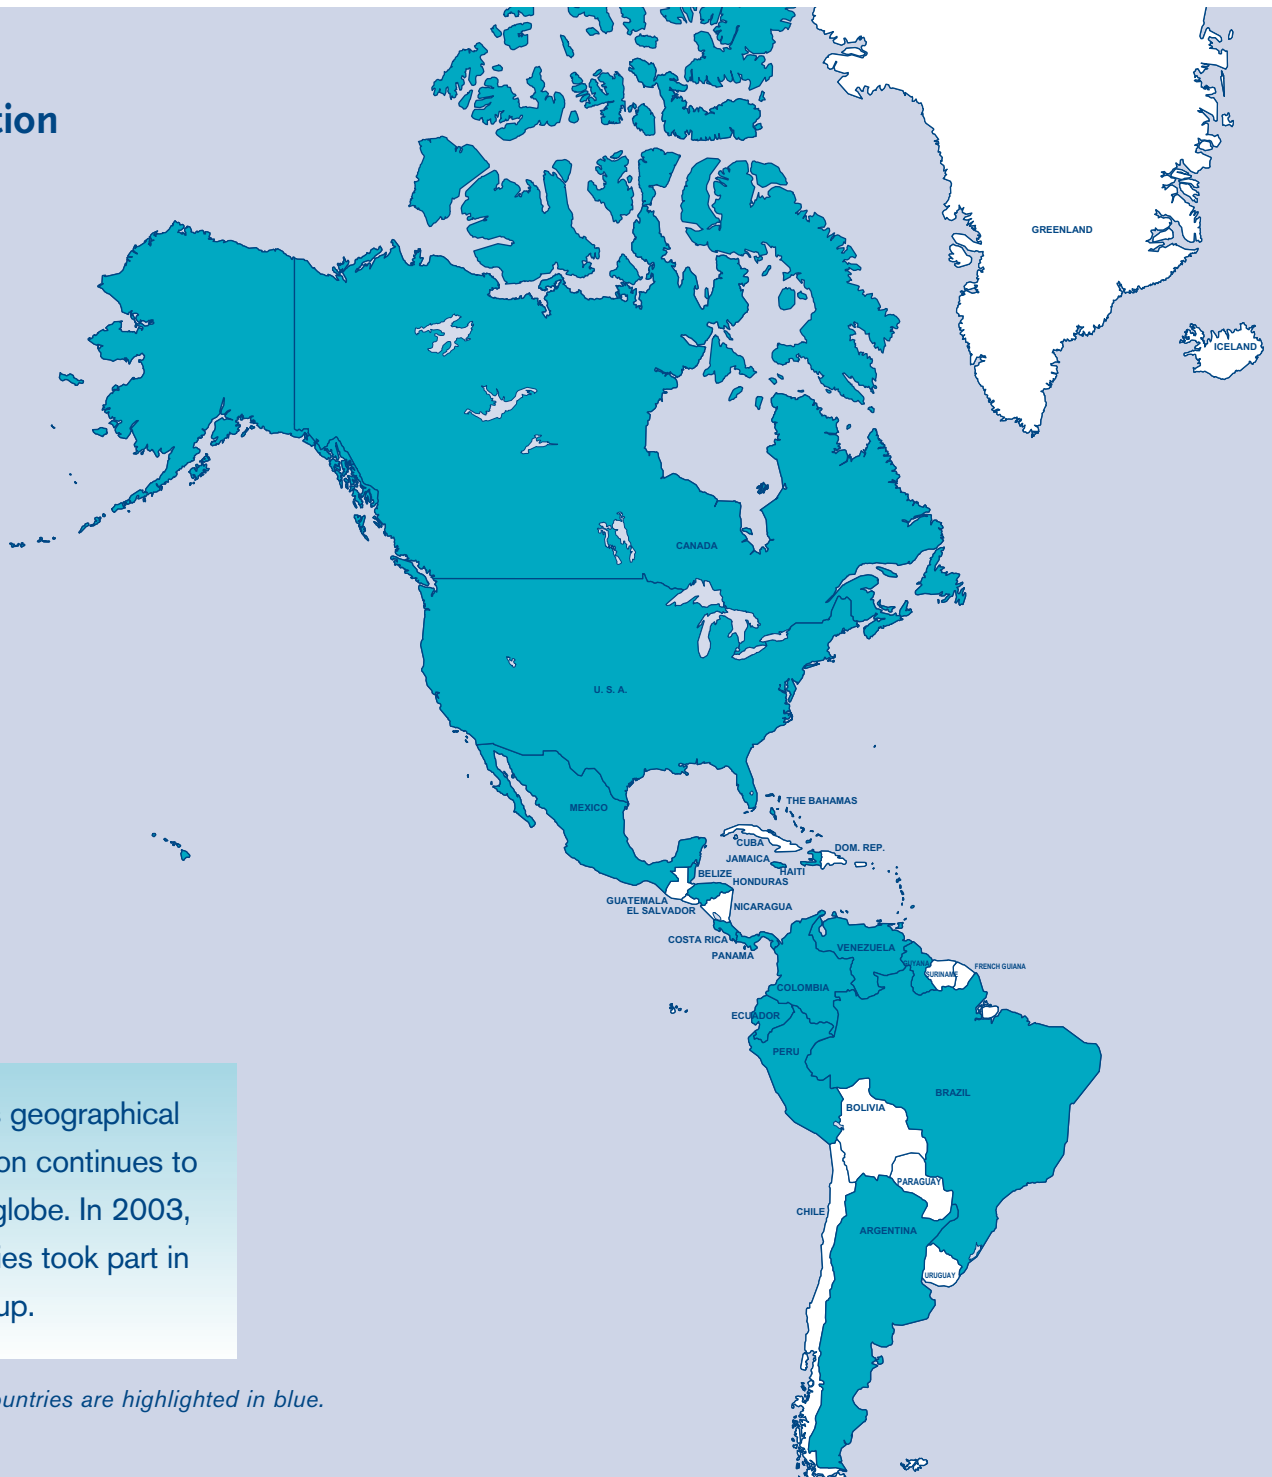 tion
GREENLAND
ICELAND
CANADA
U. S. A.
MEXICO
THE BAHAMAS
CUBA
DOM. REP.
JAMAICA
HAITI
BELIZE
HONDURAS
GUATEMALA
EL SALVADOR
NICARAGUA
COSTA RICA
PANAMA
VENEZUELA
GUYANA
SURINAME
FRENCH GUIANA
COLOMBIA
ECUADOR
PERU
BRAZIL
BOLIVIA
PARAGUAY
CHILE
ARGENTINA
URUGUAY
geographical
on continues to
globe. In 2003,
ies took part in
up.
ountries are highlighted in blue.